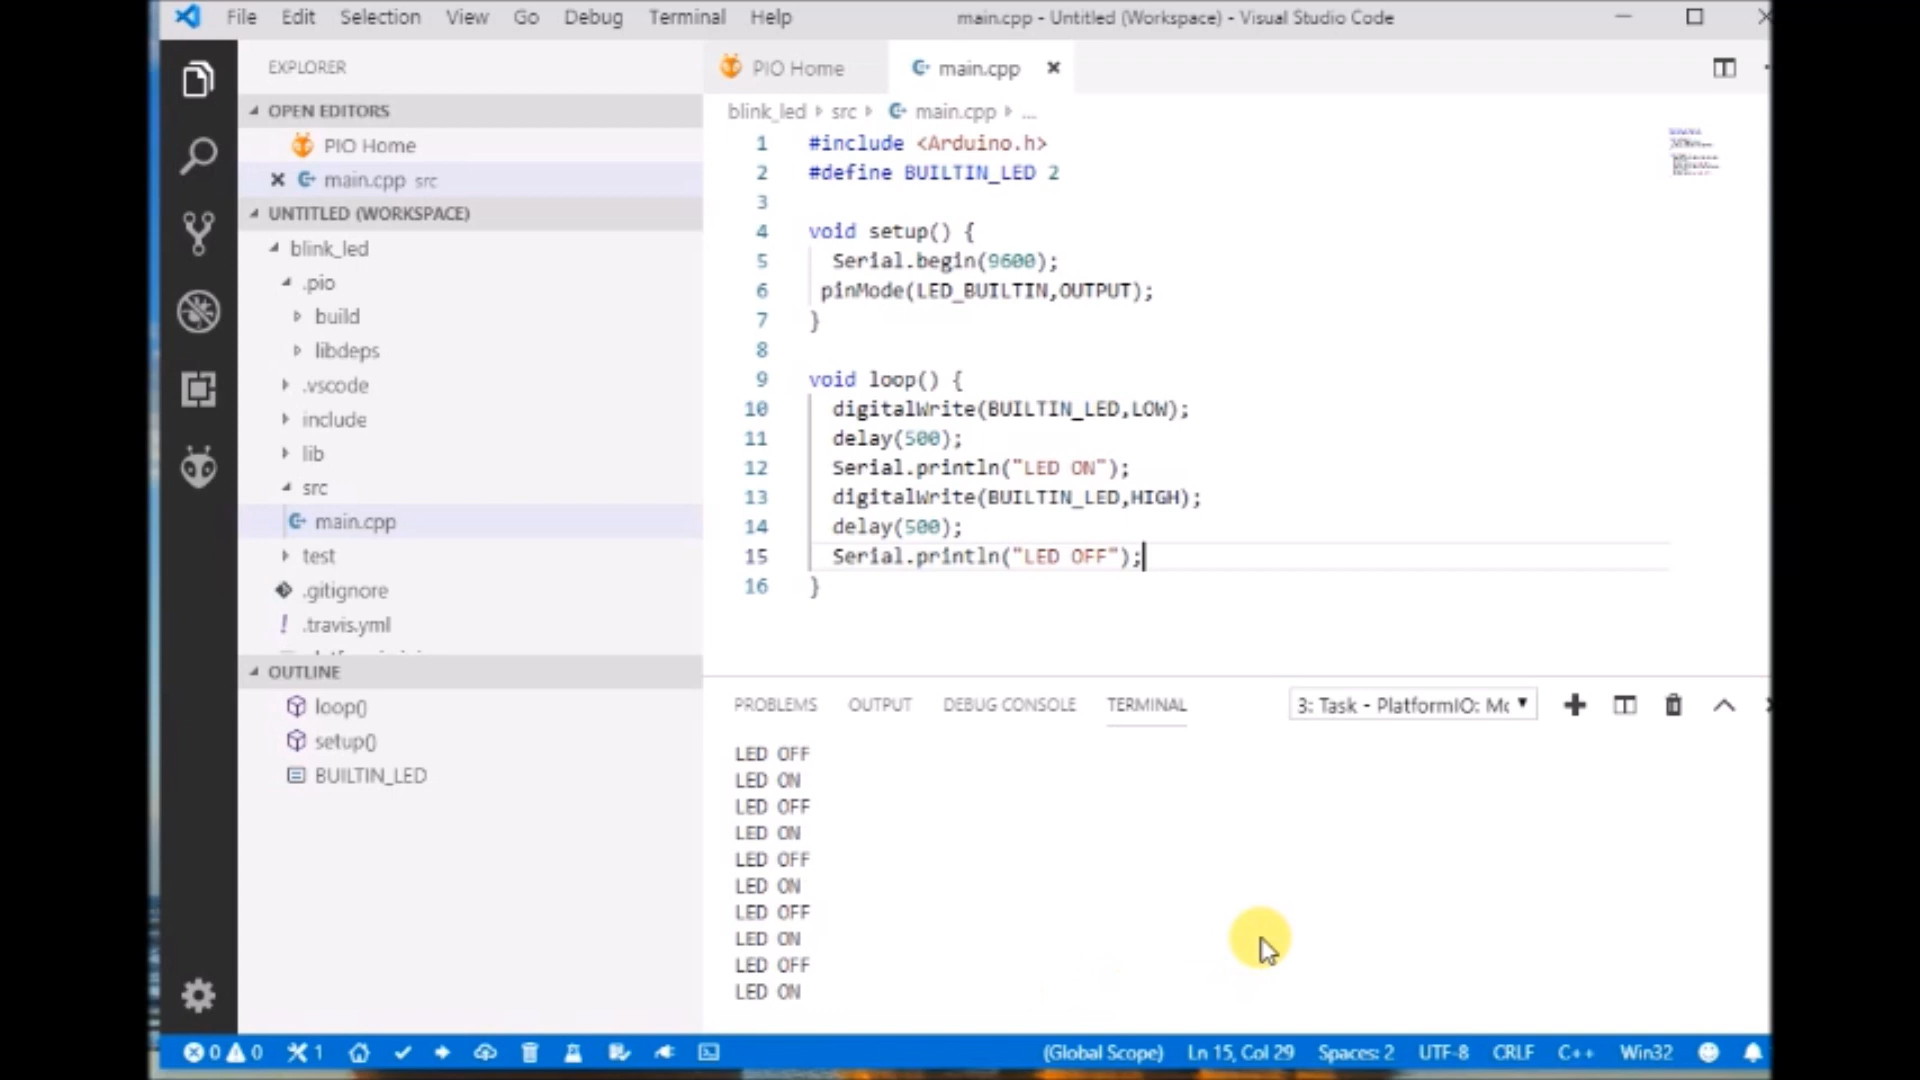 File Edit Selection View Go Debug Terminal Help
main.cpp - Untitled (Workspace) - Visual Studio Code
EXPLORER
OPEN EDITORS
PIO Home
main.cpp src
UNTITLED (WORKSPACE)
blink_led
.pio
build
libdeps
.vscode
include
lib
src
main.cpp
test
.gitignore
.travis.yml
OUTLINE
loop()
setup()
BUILTIN_LED
PIO Home
main.cpp
blink_led src main.cpp ...
1 #include <Arduino.h>
2 #define BUILTIN_LED 2
3
4 void setup() {
5 Serial.begin(9600);
6 pinMode(LED_BUILTIN,OUTPUT);
7 }
8
9 void loop() {
10 digitalWrite(BUILTIN_LED,LOW);
11 delay(500);
12 Serial.println("LED ON");
13 digitalWrite(BUILTIN_LED,HIGH);
14 delay(500);
15 Serial.println("LED OFF");
16 }
PROBLEMS OUTPUT DEBUG CONSOLE TERMINAL
3: Task - PlatformIO: Mc
LED OFF
LED ON
LED OFF
LED ON
LED OFF
LED ON
LED OFF
LED ON
LED OFF
LED ON
0 0 1
(Global Scope) Ln 15, Col 29 Spaces: 2 UTF-8 CRLF C++ Win32